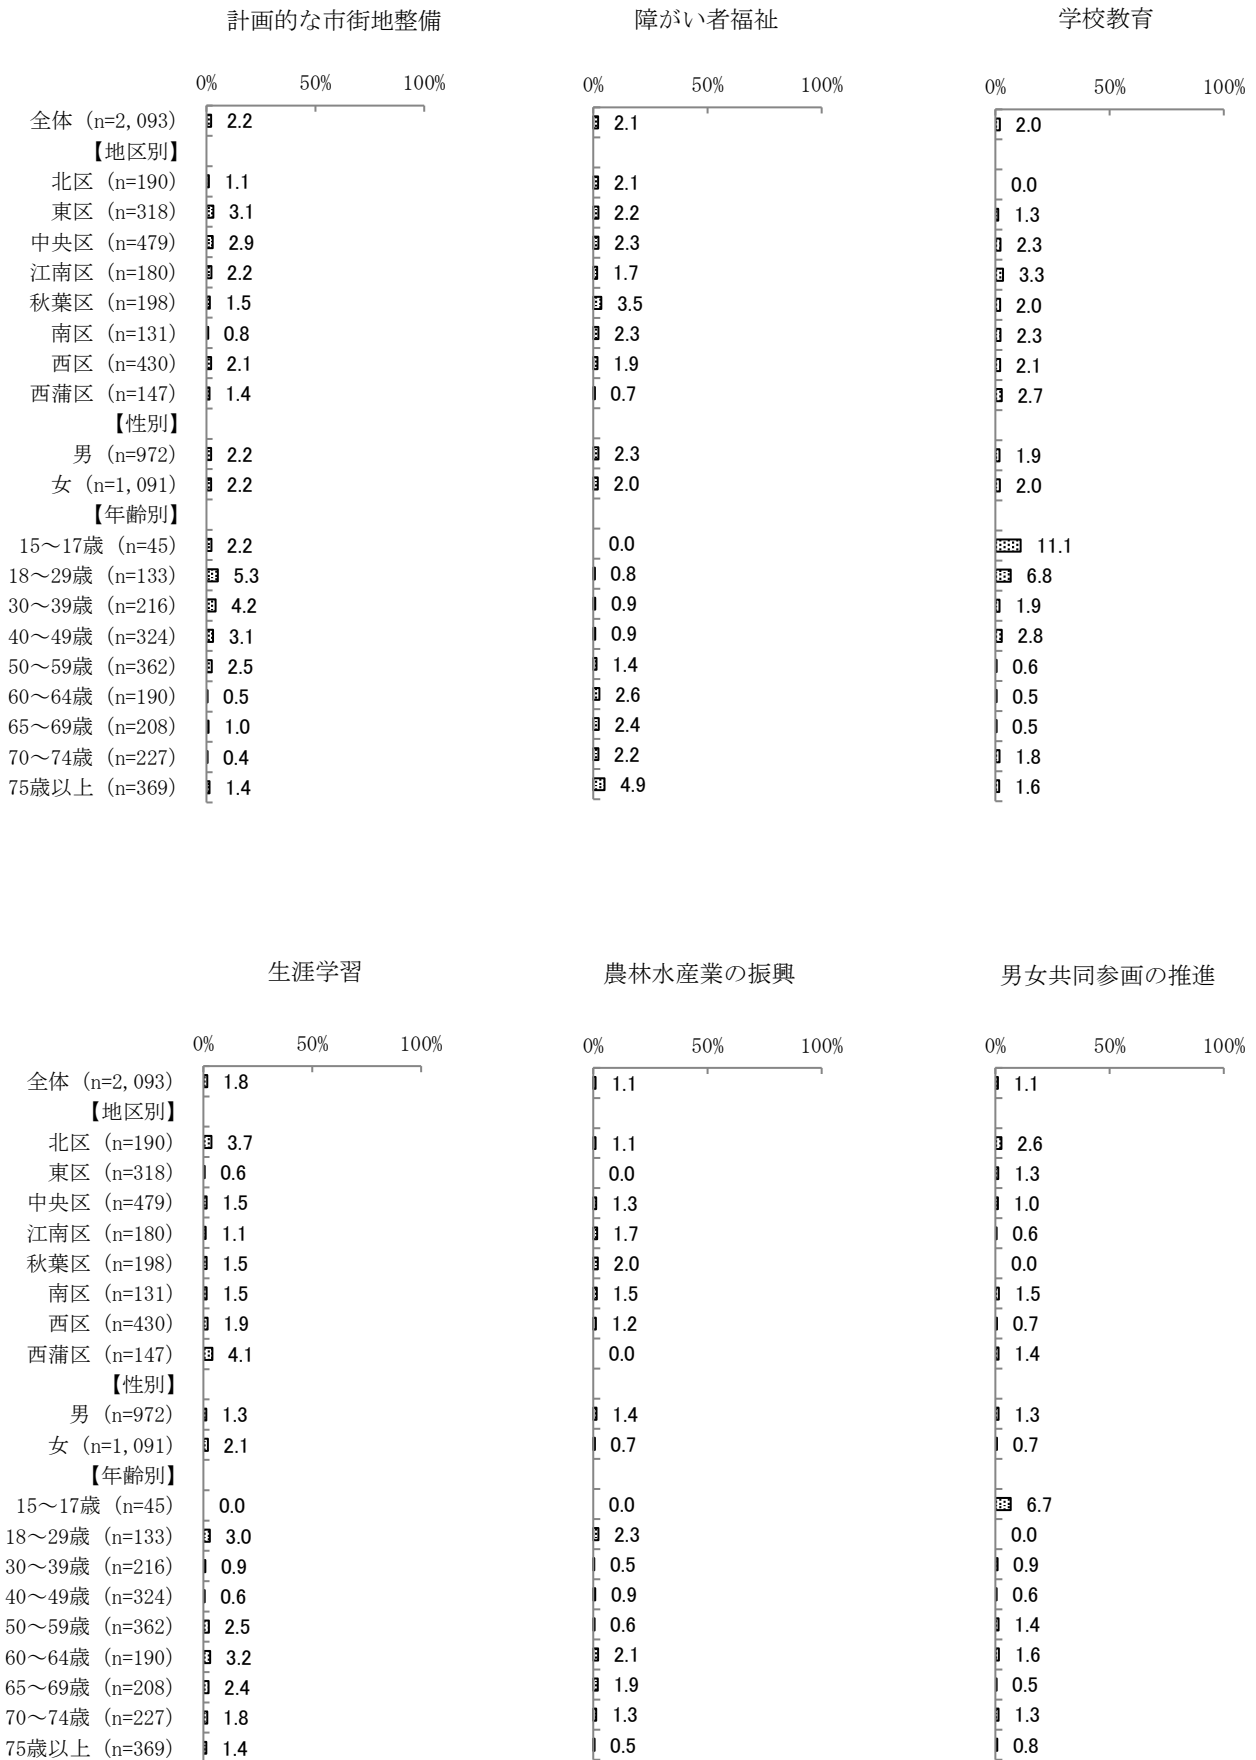 計画的な市街地整備 障がい者福祉 学校教育
0% 50% 100% 0% 50% 100% 0% 50% 100%
全体 (n=2,093) 2.2 2.1 2.0
【地区別】
北区 (n=190) 1.1 2.1 0.0
東区 (n=318) 3.1 2.2 1.3
中央区 (n=479) 2.9 2.3 2.3
江南区 (n=180) 2.2 1.7 3.3
秋葉区 (n=198) 1.5 3.5 2.0
南区 (n=131) 0.8 2.3 2.3
西区 (n=430) 2.1 1.9 2.1
西蒲区 (n=147) 1.4 0.7 2.7
【性別】
男 (n=972) 2.2 2.3 1.9
女 (n=1,091) 2.2 2.0 2.0
【年齢別】
15～17歳 (n=45) 2.2 0.0 11.1
18～29歳 (n=133) 5.3 0.8 6.8
30～39歳 (n=216) 4.2 0.9 1.9
40～49歳 (n=324) 3.1 0.9 2.8
50～59歳 (n=362) 2.5 1.4 0.6
60～64歳 (n=190) 0.5 2.6 0.5
65～69歳 (n=208) 1.0 2.4 0.5
70～74歳 (n=227) 0.4 2.2 1.8
75歳以上 (n=369) 1.4 4.9 1.6
生涯学習 農林水産業の振興 男女共同参画の推進
0% 50% 100% 0% 50% 100% 0% 50% 100%
全体 (n=2,093) 1.8 1.1 1.1
【地区別】
北区 (n=190) 3.7 1.1 2.6
東区 (n=318) 0.6 0.0 1.3
中央区 (n=479) 1.5 1.3 1.0
江南区 (n=180) 1.1 1.7 0.6
秋葉区 (n=198) 1.5 2.0 0.0
南区 (n=131) 1.5 1.5 1.5
西区 (n=430) 1.9 1.2 0.7
西蒲区 (n=147) 4.1 0.0 1.4
【性別】
男 (n=972) 1.3 1.4 1.3
女 (n=1,091) 2.1 0.7 0.7
【年齢別】
15～17歳 (n=45) 0.0 0.0 6.7
18～29歳 (n=133) 3.0 2.3 0.0
30～39歳 (n=216) 0.9 0.5 0.9
40～49歳 (n=324) 0.6 0.9 0.6
50～59歳 (n=362) 2.5 0.6 1.4
60～64歳 (n=190) 3.2 2.1 1.6
65～69歳 (n=208) 2.4 1.9 0.5
70～74歳 (n=227) 1.8 1.3 1.3
75歳以上 (n=369) 1.4 0.5 0.8